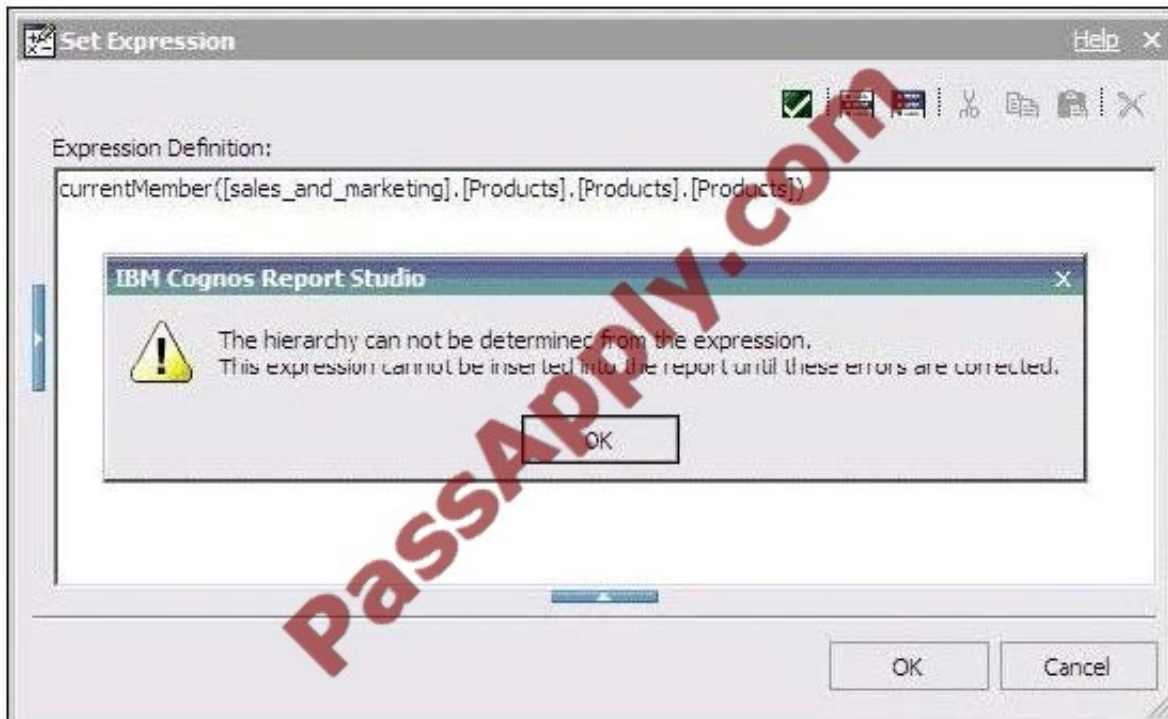 Set Expression
Help
Expression Definition:
currentMember([sales_and_marketing].[Products].[Products].[Products])
IBM Cognos Report Studio
The hierarchy can not be determined from the expression.
This expression cannot be inserted into the report until these errors are corrected.
OK
OK
Cancel
PassApply.com